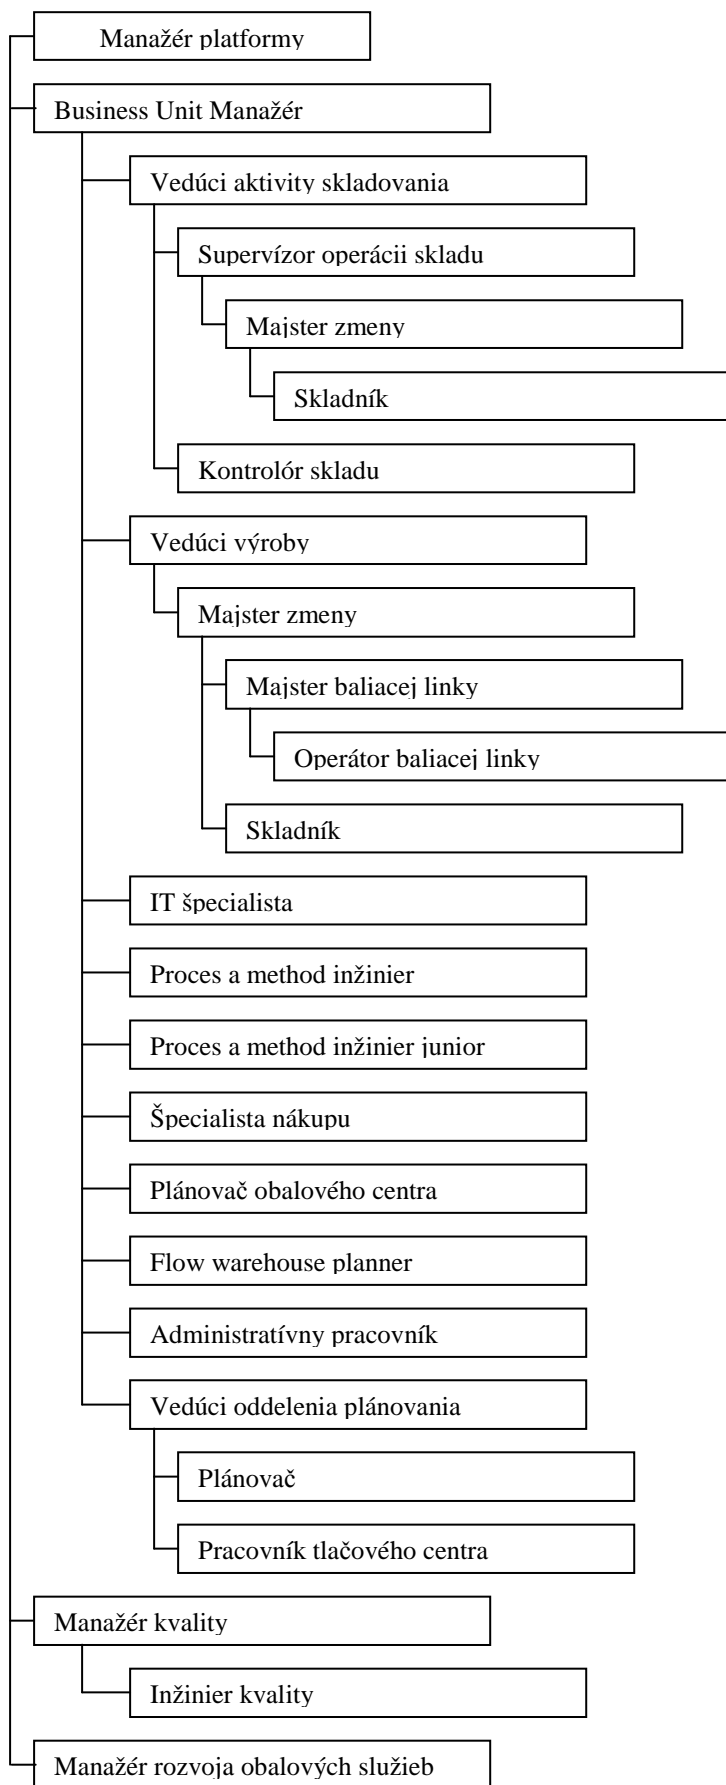 Manažér platformy
Business Unit Manažér
Vedúci aktivity skladovania
Supervízor operácii skladu
Majster zmeny
Skladník
Kontrolór skladu
Vedúci výroby
Majster zmeny
Majster baliacej linky
Operátor baliacej linky
Skladník
IT špecialista
Proces a method inžinier
Proces a method inžinier junior
Špecialista nákupu
Plánovač obalového centra
Flow warehouse planner
Administratívny pracovník
Vedúci oddelenia plánovania
Plánovač
Pracovník tlačového centra
Manažér kvality
Inžinier kvality
Manažér rozvoja obalových služieb